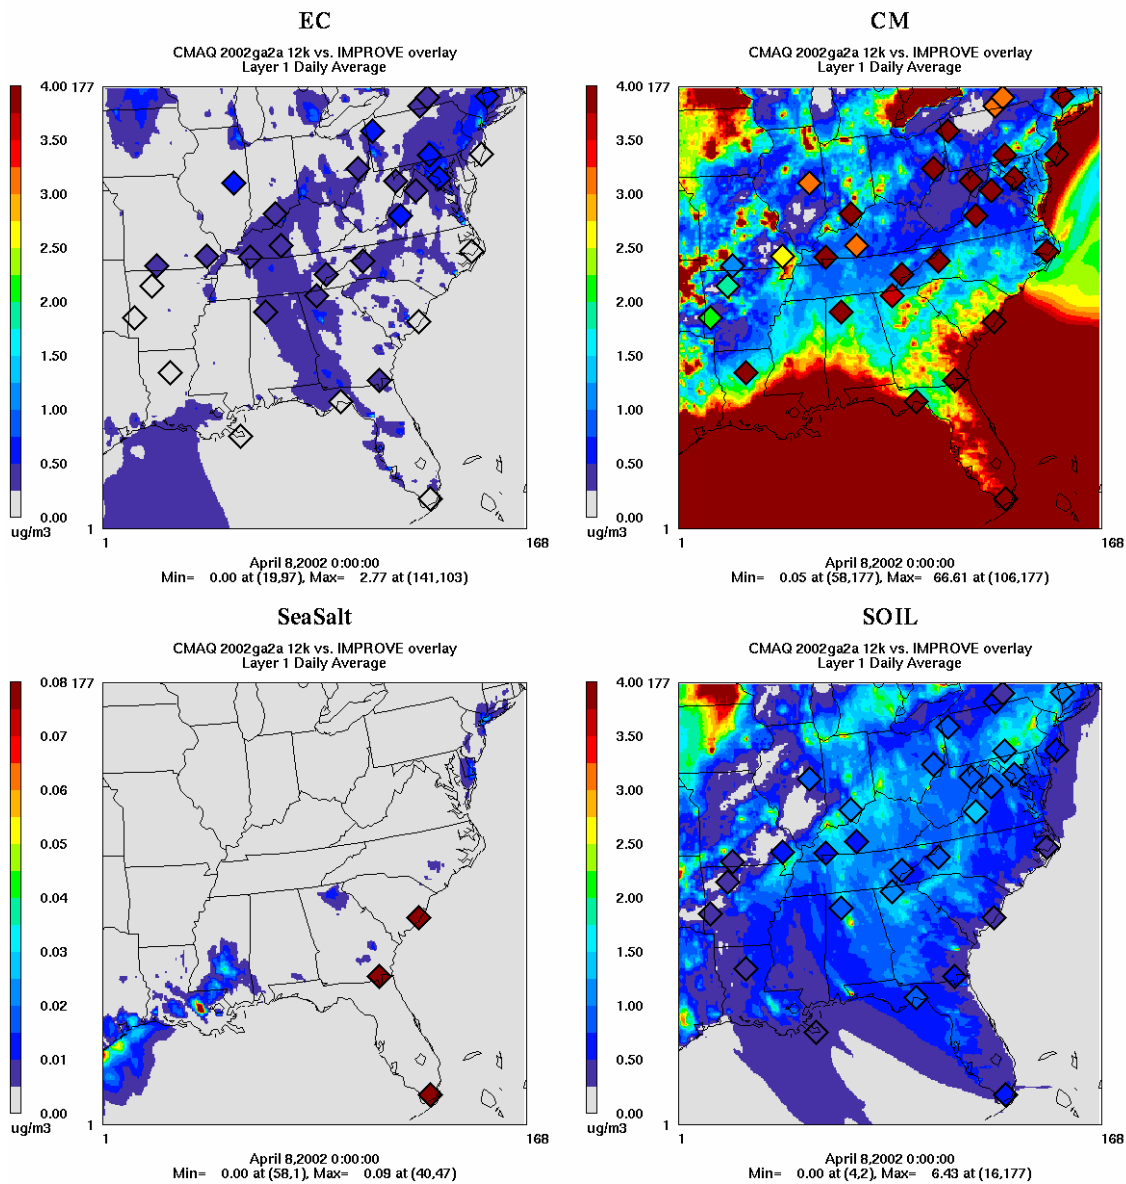 EC
CMAQ 2002ga2a 12k vs. IMPROVE overlay
Layer 1 Daily Average
4.00 177
3.50
3.00
2.50
2.00
1.50
1.00
0.50
0.00
ug/m3
1
1 168
April 8,2002 0:00:00
Min= 0.00 at (19,97), Max= 2.77 at (141,103)
CM
CMAQ 2002ga2a 12k vs. IMPROVE overlay
Layer 1 Daily Average
4.00 177
3.50
3.00
2.50
2.00
1.50
1.00
0.50
0.00
ug/m3
1
1 168
April 8,2002 0:00:00
Min= 0.05 at (58,177), Max= 66.61 at (106,177)
SeaSalt
CMAQ 2002ga2a 12k vs. IMPROVE overlay
Layer 1 Daily Average
0.08 177
0.07
0.06
0.05
0.04
0.03
0.02
0.01
0.00
ug/m3
1
1 168
April 8,2002 0:00:00
Min= 0.00 at (58,1), Max= 0.09 at (40,47)
SOIL
CMAQ 2002ga2a 12k vs. IMPROVE overlay
Layer 1 Daily Average
4.00 177
3.50
3.00
2.50
2.00
1.50
1.00
0.50
0.00
ug/m3
1
1 168
April 8,2002 0:00:00
Min= 0.00 at (4,2), Max= 6.43 at (16,177)